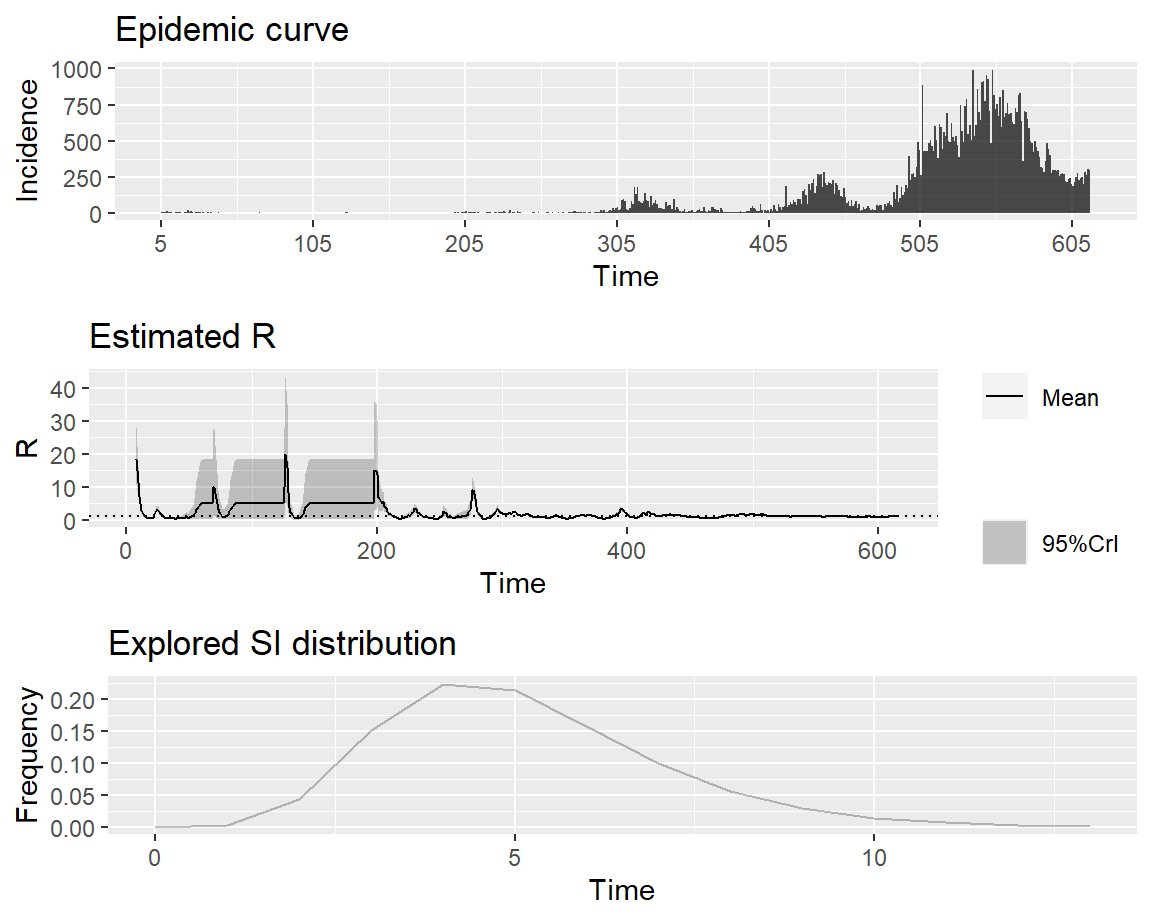 Epidemic curve
1000
750
500
250
0
Incidence
5 105 205 305 405 505 605
Time
Estimated R
40
30
20
10
0
R
0 200 400 600
Time
Mean
95%CrI
Explored SI distribution
0.20
0.15
0.10
0.05
0.00
Frequency
0 5 10
Time